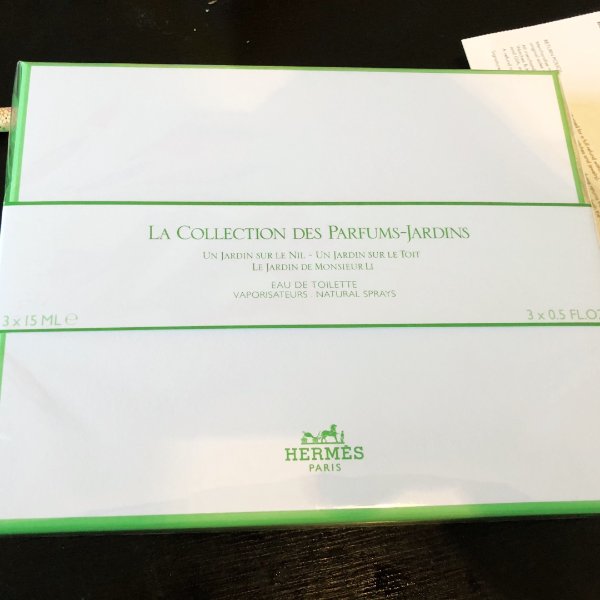 LA COLLECTION DES PARFUMS-JARDINS
UN JARDIN SUR LE NIL - UN JARDIN SUR LE TOIT
LE JARDIN DE MONSIEUR LI
EAU DE TOILETTE
VAPORISATEURS . NATURAL SPRAYS
3 x 15 ML ℮
3 x 0.5 FL.OZ
HERMÈS
PARIS